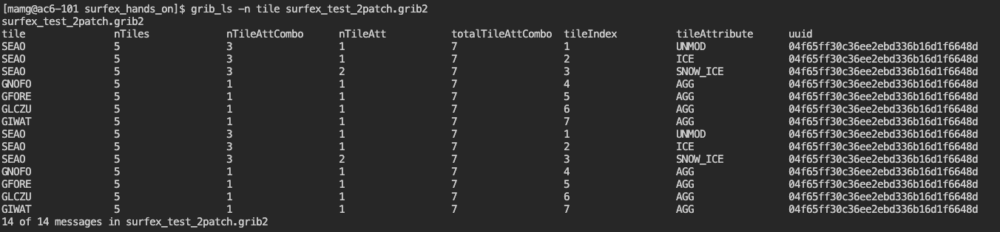 [mamg@ac6-101 surfex_hands_on]$ grib_ls -n tile surfex_test_2patch.grib2
surfex_test_2patch.grib2
tile nTiles nTileAttCombo nTileAtt totalTileAttCombo tileIndex tileAttribute uuid
SEAO 5 3 1 7 1 UNMOD 04f65ff30c36ee2ebd336b16d1f6648d
SEAO 5 3 1 7 2 ICE 04f65ff30c36ee2ebd336b16d1f6648d
SEAO 5 3 2 7 3 SNOW_ICE 04f65ff30c36ee2ebd336b16d1f6648d
GNOFO 5 1 1 7 4 AGG 04f65ff30c36ee2ebd336b16d1f6648d
GFORE 5 1 1 7 5 AGG 04f65ff30c36ee2ebd336b16d1f6648d
GLCZU 5 1 1 7 6 AGG 04f65ff30c36ee2ebd336b16d1f6648d
GIWAT 5 1 1 7 7 AGG 04f65ff30c36ee2ebd336b16d1f6648d
SEAO 5 3 1 7 1 UNMOD 04f65ff30c36ee2ebd336b16d1f6648d
SEAO 5 3 1 7 2 ICE 04f65ff30c36ee2ebd336b16d1f6648d
SEAO 5 3 2 7 3 SNOW_ICE 04f65ff30c36ee2ebd336b16d1f6648d
GNOFO 5 1 1 7 4 AGG 04f65ff30c36ee2ebd336b16d1f6648d
GFORE 5 1 1 7 5 AGG 04f65ff30c36ee2ebd336b16d1f6648d
GLCZU 5 1 1 7 6 AGG 04f65ff30c36ee2ebd336b16d1f6648d
GIWAT 5 1 1 7 7 AGG 04f65ff30c36ee2ebd336b16d1f6648d
14 of 14 messages in surfex_test_2patch.grib2